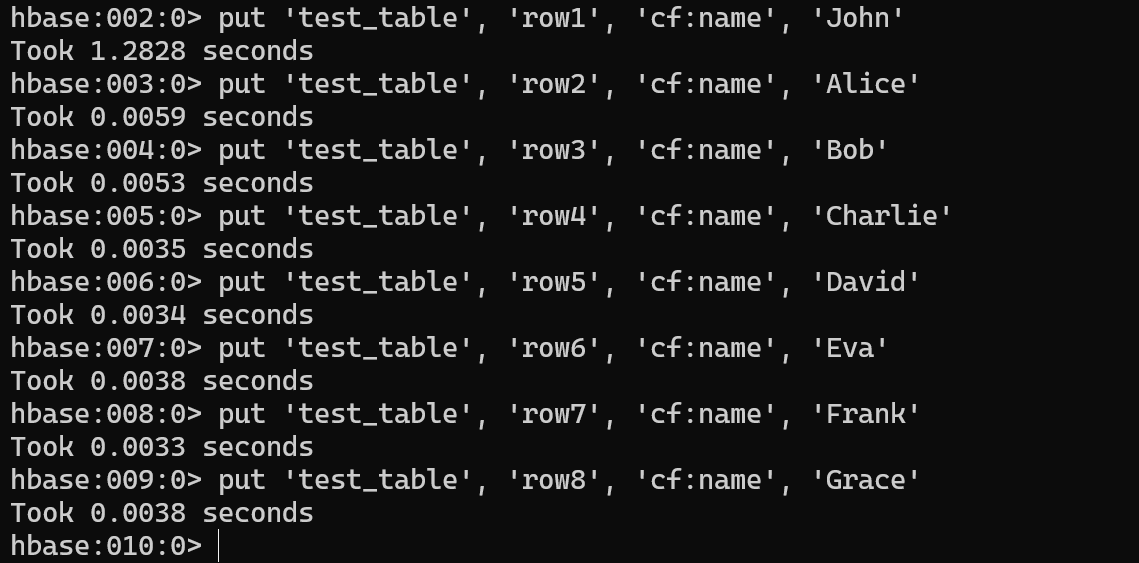 hbase:002:0> put 'test_table', 'row1', 'cf:name', 'John'
Took 1.2828 seconds
hbase:003:0> put 'test_table', 'row2', 'cf:name', 'Alice'
Took 0.0059 seconds
hbase:004:0> put 'test_table', 'row3', 'cf:name', 'Bob'
Took 0.0053 seconds
hbase:005:0> put 'test_table', 'row4', 'cf:name', 'Charlie'
Took 0.0035 seconds
hbase:006:0> put 'test_table', 'row5', 'cf:name', 'David'
Took 0.0034 seconds
hbase:007:0> put 'test_table', 'row6', 'cf:name', 'Eva'
Took 0.0038 seconds
hbase:008:0> put 'test_table', 'row7', 'cf:name', 'Frank'
Took 0.0033 seconds
hbase:009:0> put 'test_table', 'row8', 'cf:name', 'Grace'
Took 0.0038 seconds
hbase:010:0>